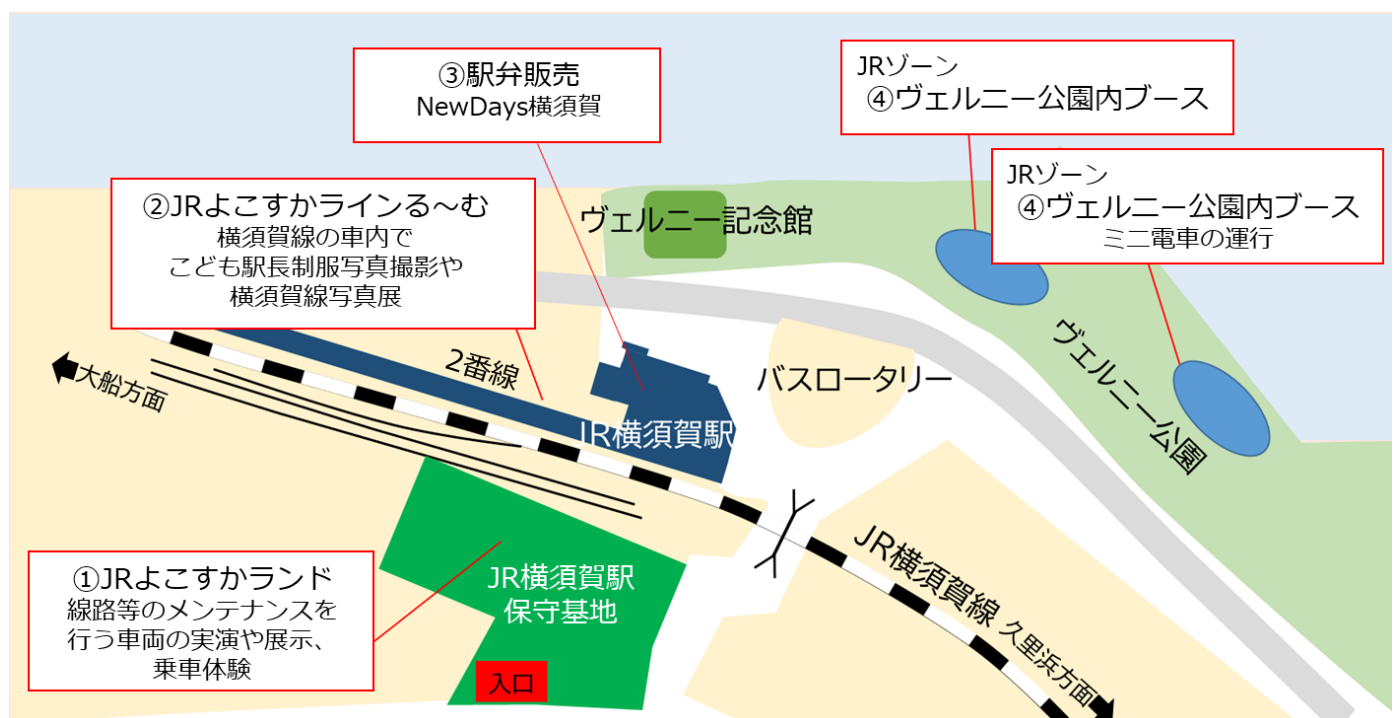 ③駅弁販売
NewDays横須賀
JRゾーン
④ヴェルニー公園内ブース
JRゾーン
④ヴェルニー公園内ブース
ミニ電車の運行
②JRよこすかラインる～む
横須賀線の車内で
こども駅長制服写真撮影や
横須賀線写真展
ヴェルニー記念館
大船方面
2番線
JR横須賀駅
バスロータリー
ヴェルニー公園
①JRよこすかランド
線路等のメンテナンスを
行う車両の実演や展示、
乗車体験
JR横須賀駅
保守基地
入口
JR横須賀線
久里浜方面